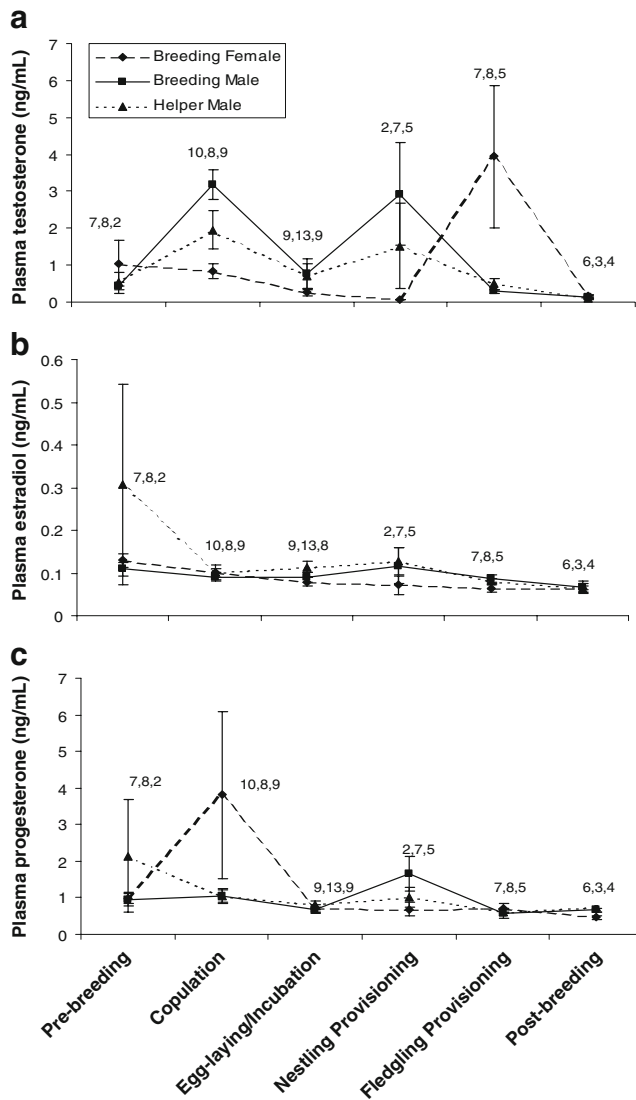 a
Plasma testosterone (ng/mL)
7
6
5
4
3
2
1
0
Breeding Female
Breeding Male
Helper Male
7,8,2
10,8,9
9,13,9
2,7,5
7,8,5
6,3,4
b
Plasma estradiol (ng/mL)
0.6
0.5
0.4
0.3
0.2
0.1
0
7,8,2
10,8,9
9,13,8
2,7,5
7,8,5
6,3,4
c
Plasma progesterone (ng/mL)
7
6
5
4
3
2
1
0
7,8,2
10,8,9
9,13,9
2,7,5
7,8,5
6,3,4
Pre-breeding
Copulation
Egg-laying/Incubation
Nestling Provisioning
Fledgling Provisioning
Post-breeding